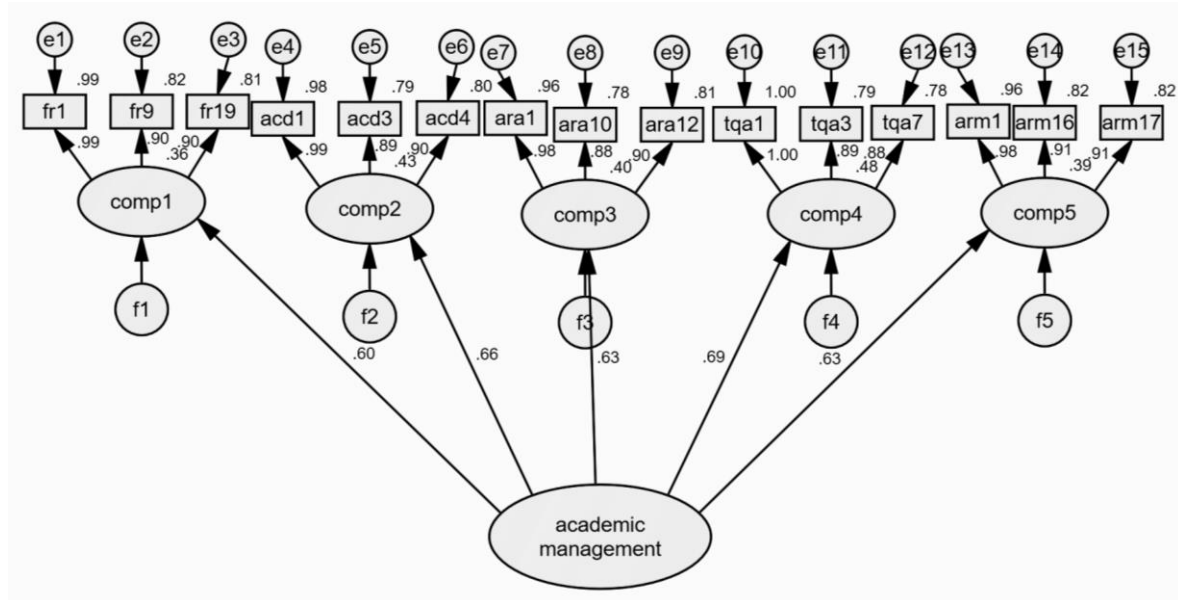 e1 e2 e3 e4 e5 e6 e7 e8 e9 e10 e11 e12 e13 e14 e15
.99 .82 .81 .98 .79 .80 .96 .78 .81 1.00 .79 .78 .96 .82 .82
fr1 fr9 fr19 acd1 acd3 acd4 ara1 ara10 ara12 tqa1 tqa3 tqa7 arm1 arm16 arm17
.99 .90 .90 .99 .89 .90 .98 .88 .90 1.00 .89 .88 .98 .91 .91
.36 .43 .40 .48 .39
comp1 comp2 comp3 comp4 comp5
f1 f2 f3 f4 f5
.60 .66 .63 .69 .63
academic
management